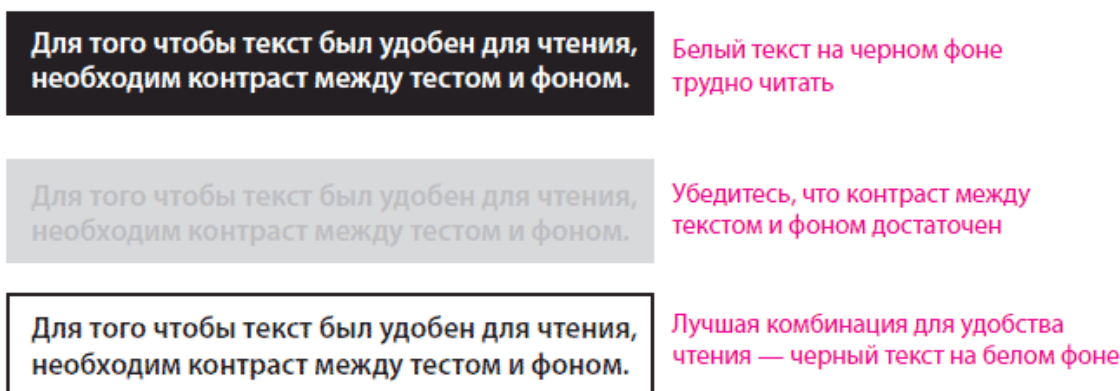 Для того чтобы текст был удобен для чтения,
необходим контраст между тестом и фоном.
Белый текст на черном фоне
трудно читать
Для того чтобы текст был удобен для чтения,
необходим контраст между тестом и фоном.
Убедитесь, что контраст между
текстом и фоном достаточен
Для того чтобы текст был удобен для чтения,
необходим контраст между тестом и фоном.
Лучшая комбинация для удобства
чтения — черный текст на белом фоне